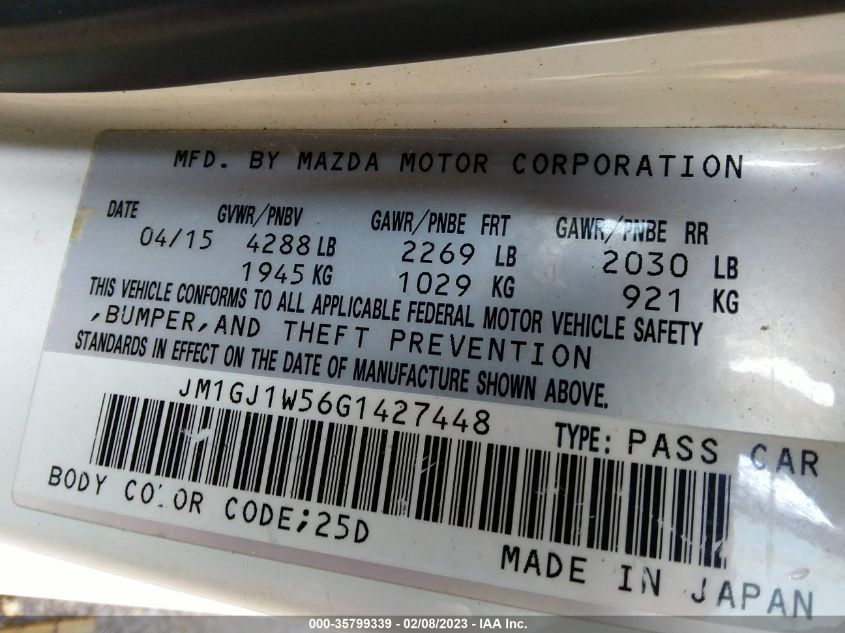 MFD. BY MAZDA MOTOR CORPORATION
DATE GVWR/PNBV GAWR/PNBE FRT GAWR/PNBE RR
04/15 4288 LB 2269 LB 2030 LB
1945 KG 1029 KG 921 KG
THIS VEHICLE CONFORMS TO ALL APPLICABLE FEDERAL MOTOR VEHICLE SAFETY
,BUMPER,AND THEFT PREVENTION
STANDARDS IN EFFECT ON THE DATE OF MANUFACTURE SHOWN ABOVE.
JM1GJ1W56G1427448 TYPE: PASS CAR
BODY COLOR CODE;25D
MADE IN JAPAN
000-35799339 - 02/08/2023 - IAA Inc.